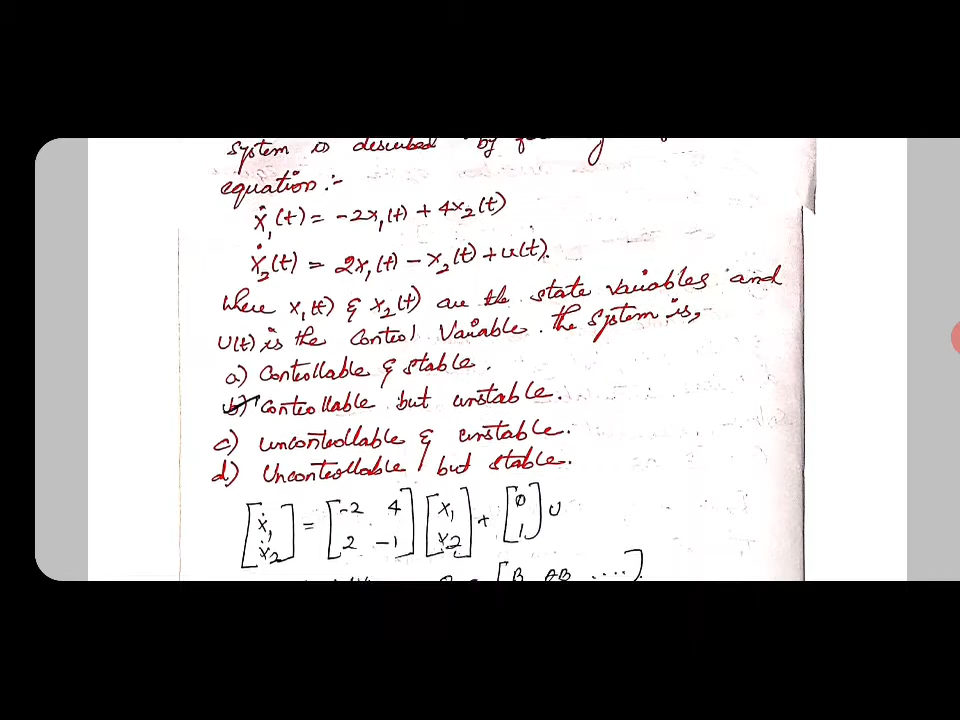 system is described by
equation :-
ẋ₁(t) = -2x₁(t) + 4x₂(t)
ẋ₂(t) = 2x₁(t) - x₂(t) + u(t).
Where x₁(t) & x₂(t) are the state variables and
U(t) is the control variable. the system is,
a) Controllable & stable.
b) Controllable but unstable.
c) uncontrollable & unstable.
d) Uncontrollable but stable.
[ẋ₁ ẋ₂] = [-2 4 2 -1] [x₁ x₂] + [0 1] U
[B AB ....]